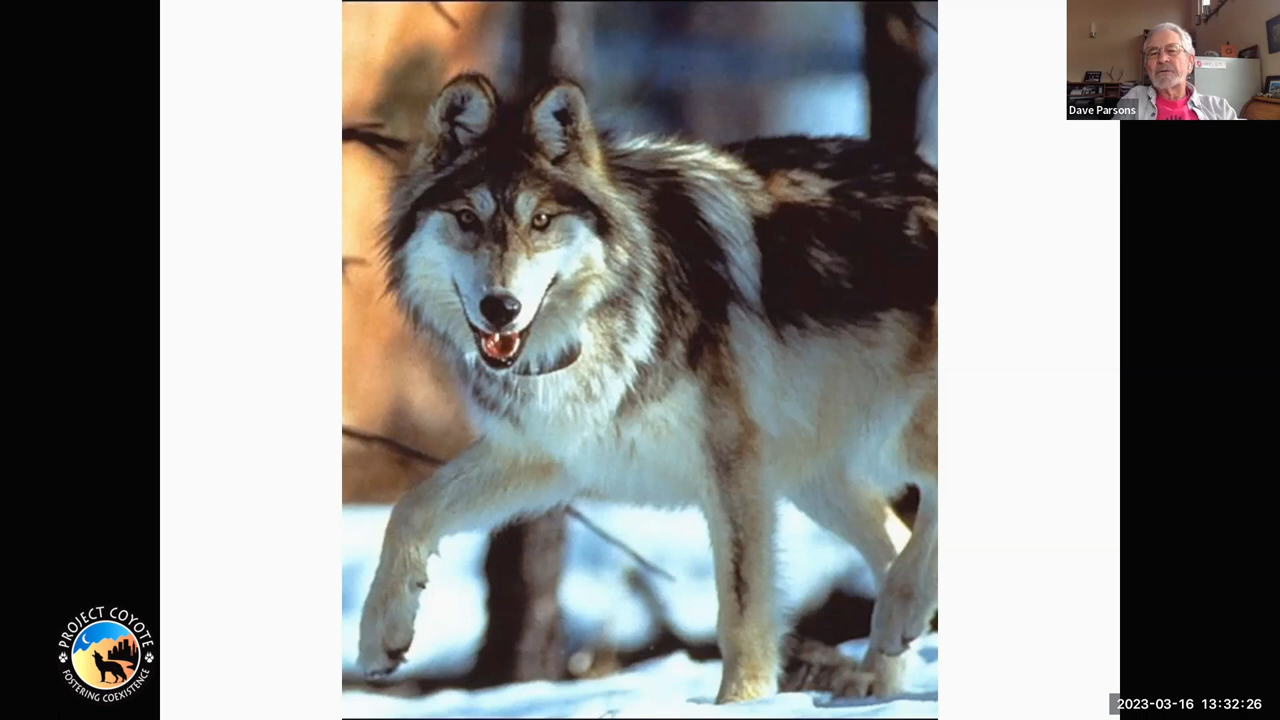 Dave Parsons
PROJECT COYOTE
FOSTERING COEXISTENCE
2023-03-16 13:32:26